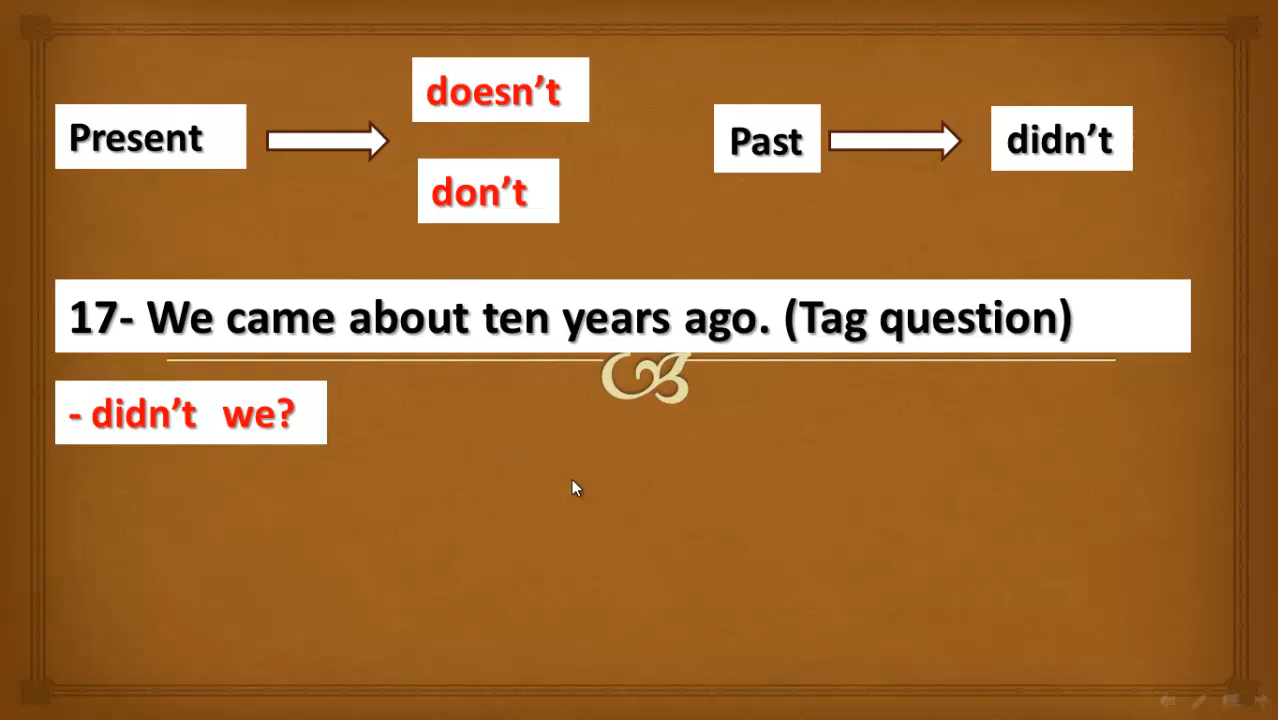 doesn’t
Present
Past
didn’t
don’t
17- We came about ten years ago. (Tag question)
- didn’t we?